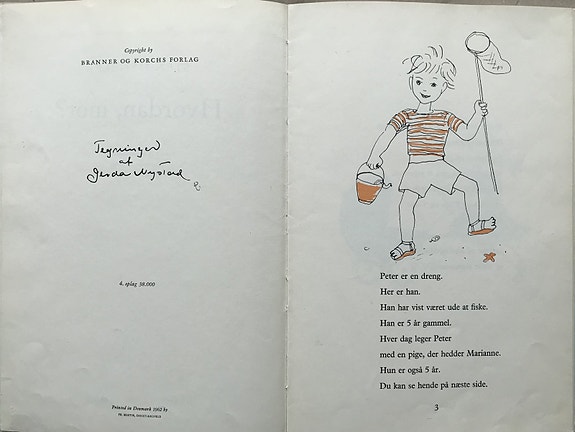 Copyright by
BRANNER OG KORCHS FORLAG
Tegninger
af
Gerda Nystad
4. oplag 38.000
Printed in Denmark 1962 by
Peter er en dreng.
Her er han.
Han har vist været ude at fiske.
Han er 5 år gammel.
Hver dag leger Peter
med en pige, der hedder Marianne.
Hun er også 5 år.
Du kan se hende på næste side.
3